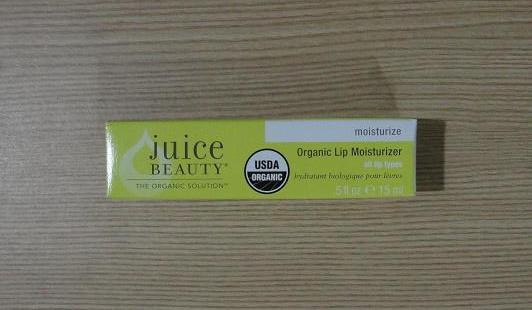 juice
BEAUTY®
THE ORGANIC SOLUTION™
USDA
ORGANIC
moisturize
Organic Lip Moisturizer
all lip types
hydratant biologique pour lèvres
.5 fl oz ℮ 15 ml